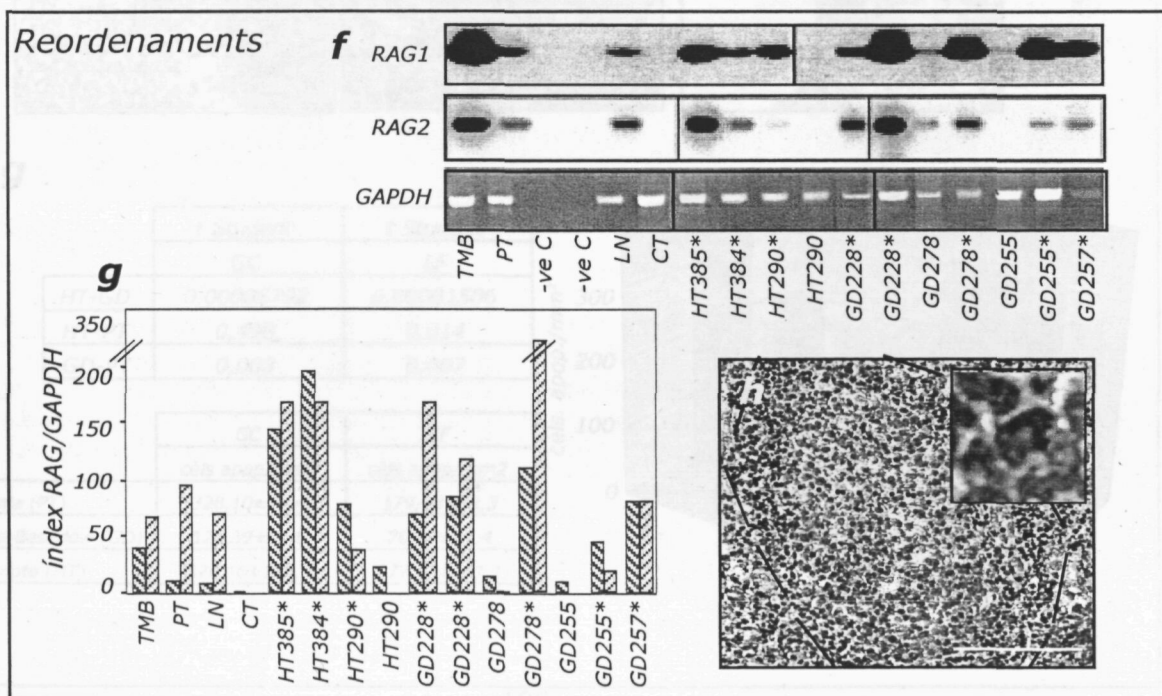 Reordenaments
f
RAG1
RAG2
GAPDH
TMB PT -ve C -ve C LN CT HT385* HT384* HT290* HT290 GD228* GD228* GD278 GD278* GD255 GD255* GD257*
g
index RAG/GAPDH
350
200
150
100
50
0
TMB PT LN CT HT385* HT384* HT290* HT290 GD228* GD228* GD278 GD278* GD255 GD255* GD257*
h